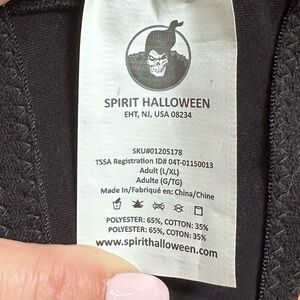 SPIRIT HALLOWEEN
EHT, NJ, USA 08234
SKU#01205178
TSSA Registration ID# 04T-01150013
Adult (L/XL)
Adulte (G/TG)
Made in/Fabriqué en: China/Chine
POLYESTER: 65%, COTTON: 35%
POLYESTER: 65%, COTON: 35%
www.spirithalloween.com